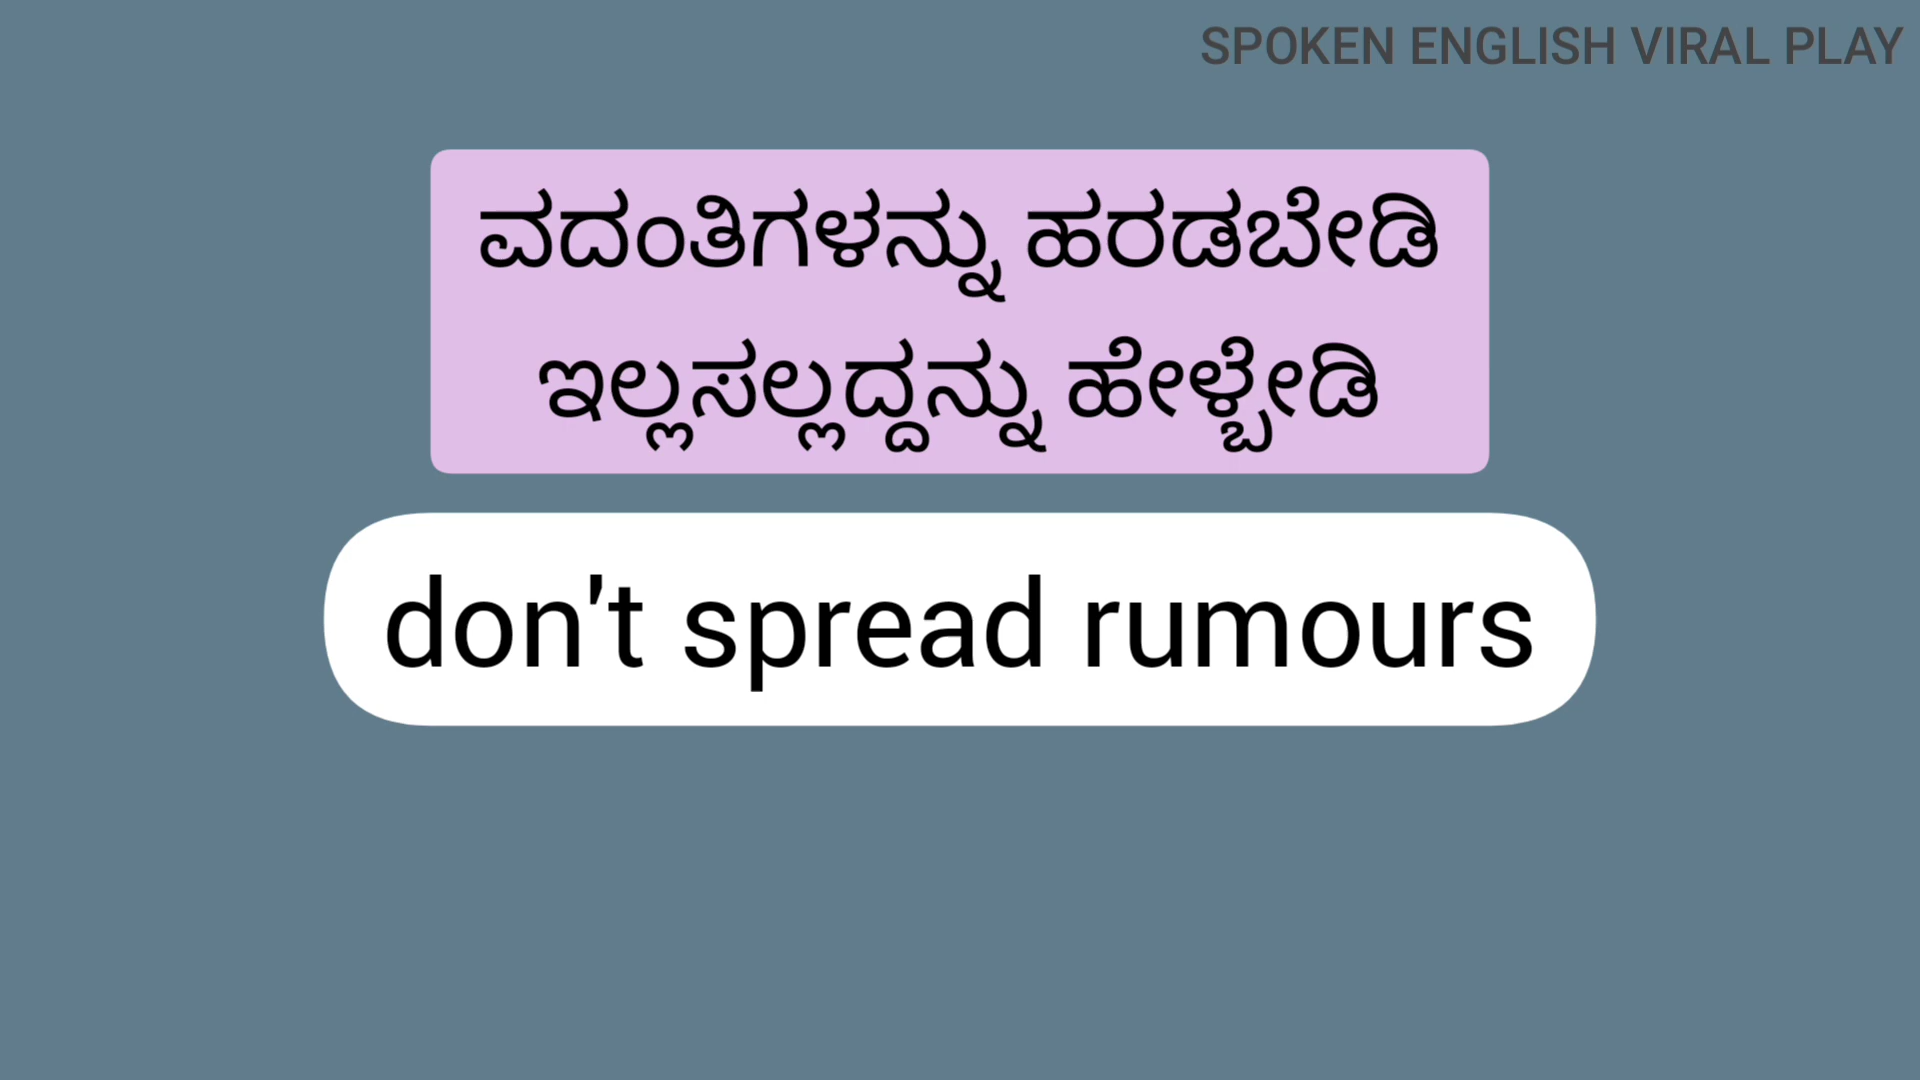 SPOKEN ENGLISH VIRAL PLAY
ವದಂತಿಗಳನ್ನು ಹರಡಬೇಡಿ
ಇಲ್ಲಸಲ್ಲದ್ದನ್ನು ಹೇಳ್ಬೇಡಿ
don't spread rumours